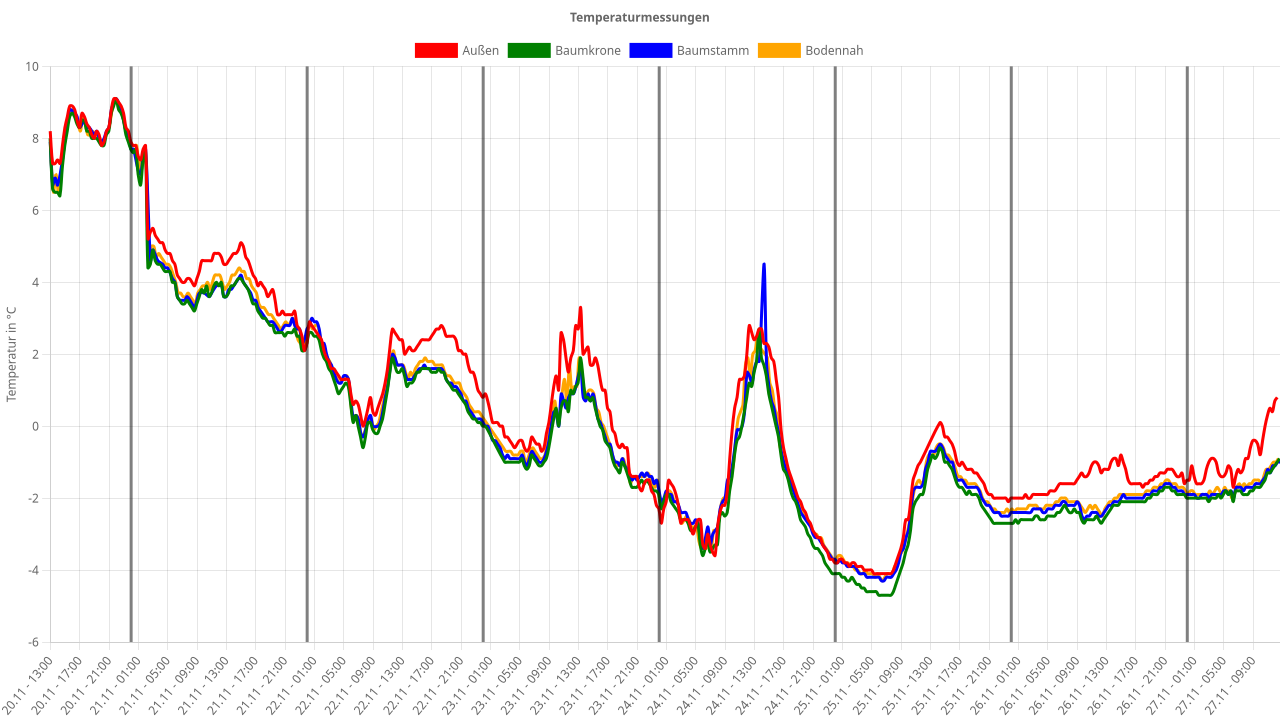 Temperaturmessungen
Außen Baumkrone Baumstamm Bodennah
Temperatur in °C
10
8
6
4
2
0
-2
-4
-6
20.11 - 13:00
20.11 - 17:00
20.11 - 21:00
21.11 - 01:00
21.11 - 05:00
21.11 - 09:00
21.11 - 13:00
21.11 - 17:00
21.11 - 21:00
22.11 - 01:00
22.11 - 05:00
22.11 - 09:00
22.11 - 13:00
22.11 - 17:00
22.11 - 21:00
23.11 - 01:00
23.11 - 05:00
23.11 - 09:00
23.11 - 13:00
23.11 - 17:00
23.11 - 21:00
24.11 - 01:00
24.11 - 05:00
24.11 - 09:00
24.11 - 13:00
24.11 - 17:00
24.11 - 21:00
25.11 - 01:00
25.11 - 05:00
25.11 - 09:00
25.11 - 13:00
25.11 - 17:00
25.11 - 21:00
26.11 - 01:00
26.11 - 05:00
26.11 - 09:00
26.11 - 13:00
26.11 - 17:00
26.11 - 21:00
27.11 - 01:00
27.11 - 05:00
27.11 - 09:00